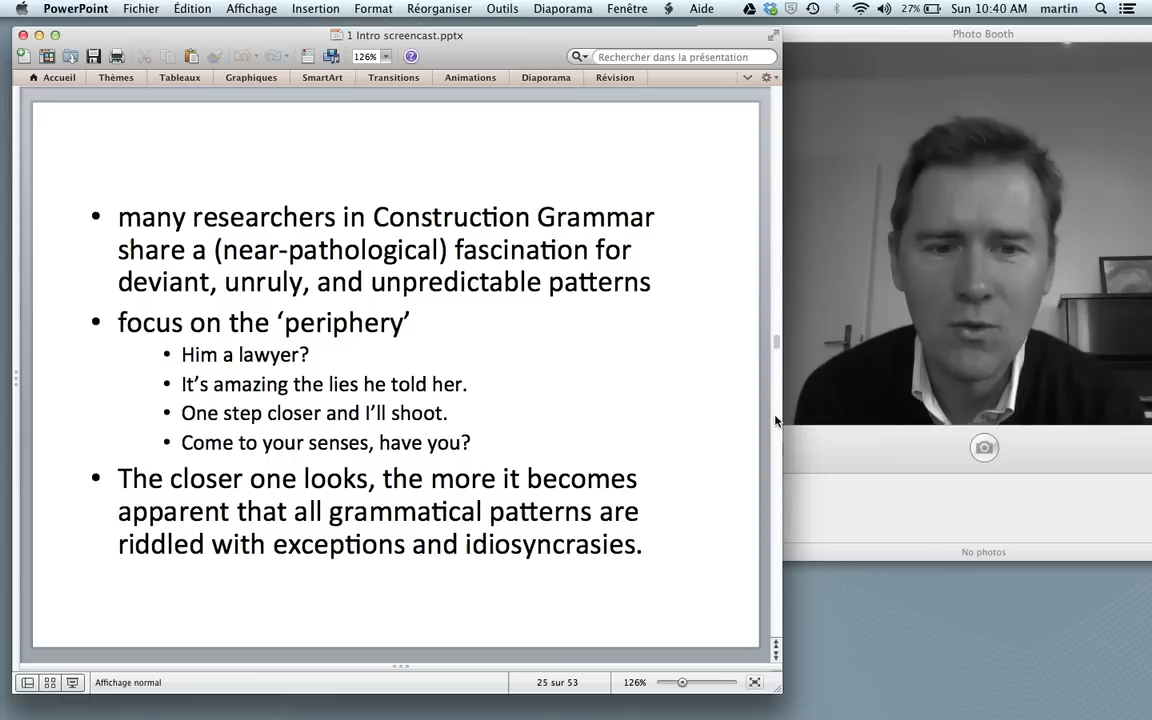 PowerPoint Fichier Édition Affichage Insertion Format Réorganiser Outils Diaporama Fenêtre Aide 27% Sun 10:40 AM martin
1 Intro screencast.pptx
Photo Booth
126% Rechercher dans la présentation
Accueil Thèmes Tableaux Graphiques SmartArt Transitions Animations Diaporama Révision
• many researchers in Construction Grammar
share a (near-pathological) fascination for
deviant, unruly, and unpredictable patterns
• focus on the ‘periphery’
• Him a lawyer?
• It’s amazing the lies he told her.
• One step closer and I’ll shoot.
• Come to your senses, have you?
• The closer one looks, the more it becomes
apparent that all grammatical patterns are
riddled with exceptions and idiosyncrasies.
No photos
Affichage normal 25 sur 53 126%